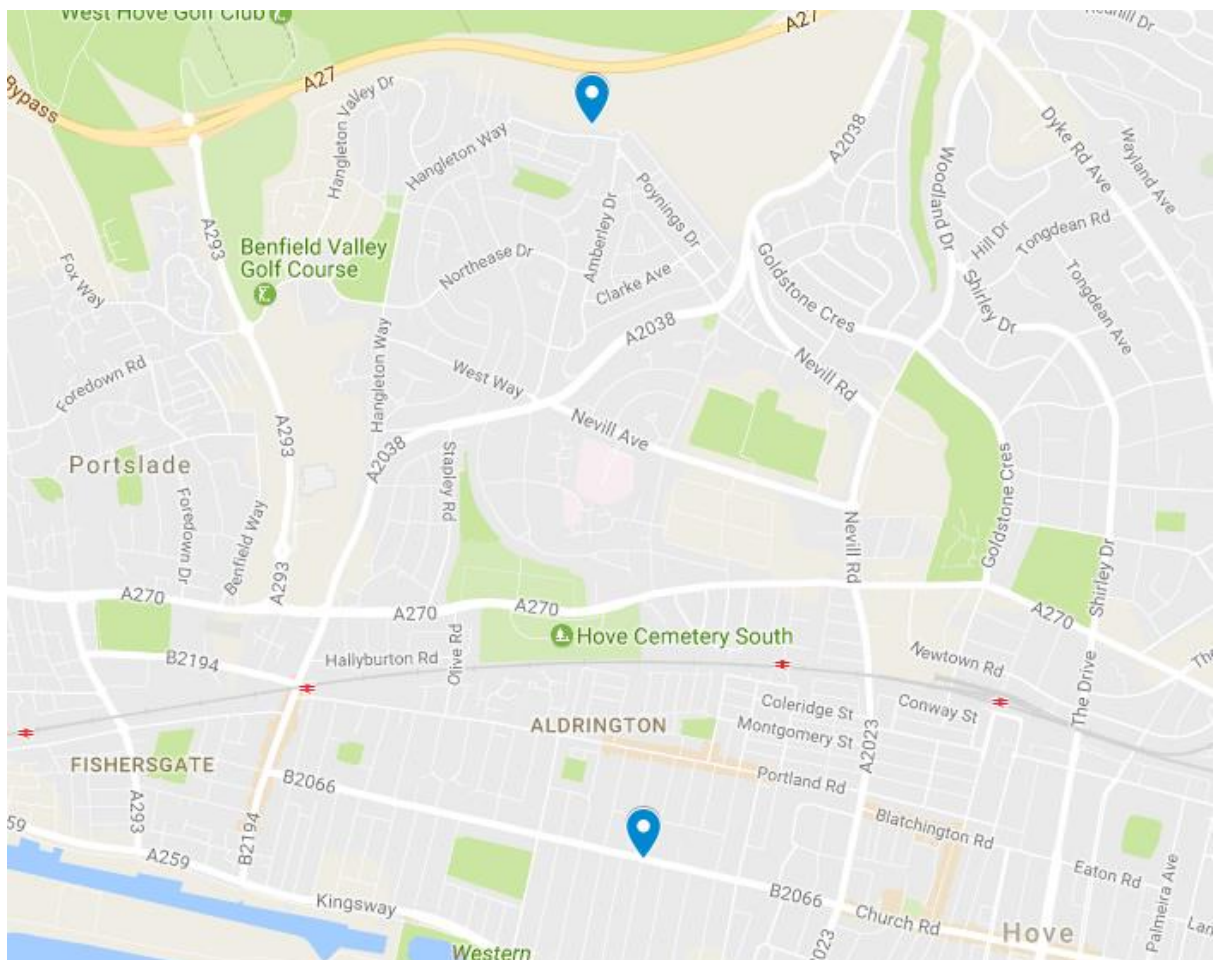 West Hove Golf Club
Redhill Dr
A27
A27
Bypass
Hangleton Valley Dr
Hangleton Way
A2038
Dyke Rd Ave
Wayland Ave
Woodland Dr
Poynings Dr
Amberley Dr
A293
Hill Dr
Tongdean Rd
Benfield Valley
Golf Course
Northease Dr
Clarke Ave
Goldstone Cres
Shirley Dr
Tongdean Ave
Fox Way
A2038
Hangleton Way
Nevill Rd
West Way
Foredown Rd
A293
Nevill Ave
A2038
Stapley Rd
Portslade
Foredown Dr
Benfield Way
Goldstone Cres
Nevill Rd
Shirley Dr
A293
A270
A270
A270
A270
Hove Cemetery South
Olive Rd
Hallyburton Rd
B2194
Newtown Rd
The Drive
Coleridge St
Conway St
ALDRINGTON
Montgomery St
A2023
FISHERSGATE
Portland Rd
B2066
A293
B2194
Blatchington Rd
59
A259
Eaton Rd
Palmeira Ave
B2066
Kingsway
Church Rd
Hove
Western